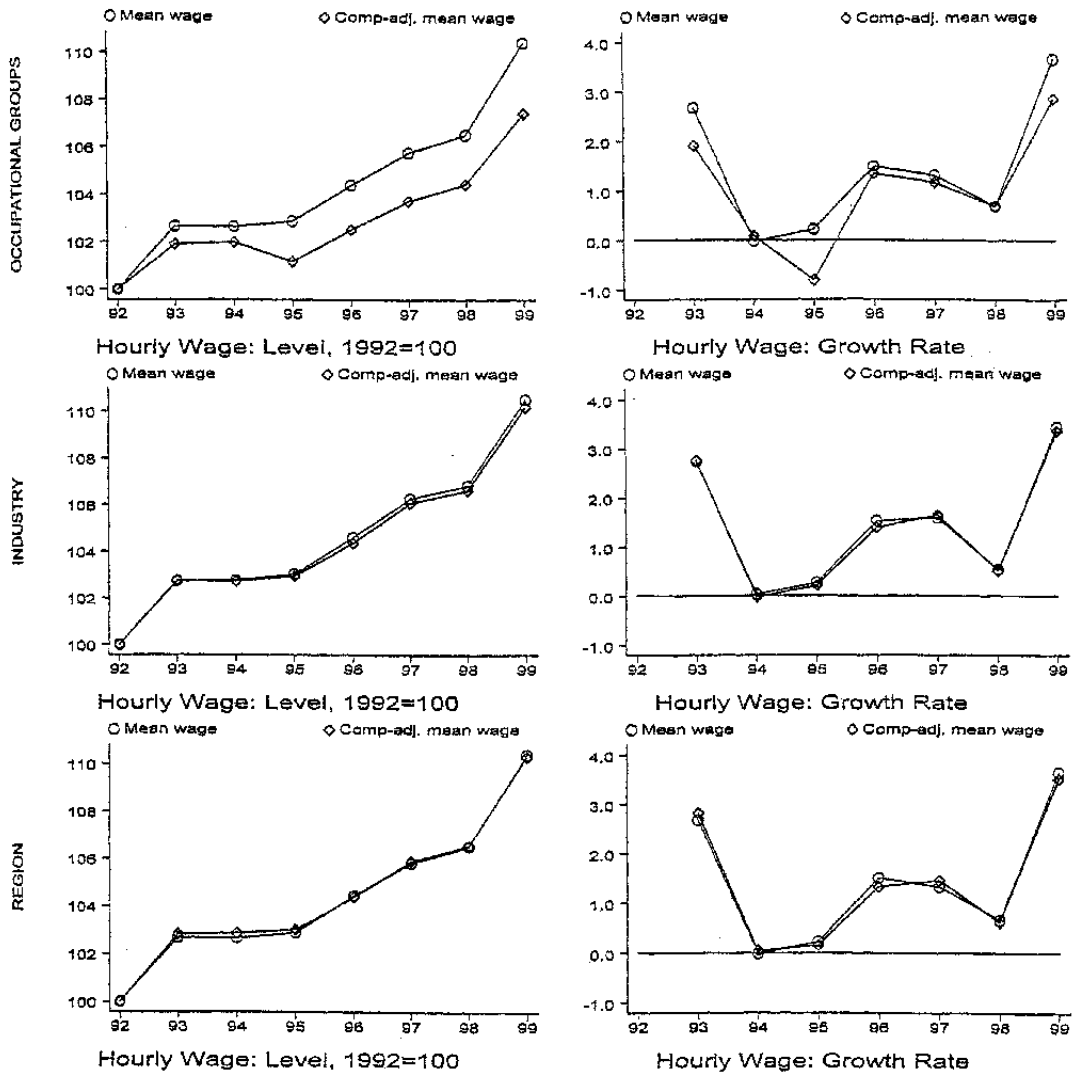 Mean wage Comp-adj. mean wage Mean wage Comp-adj. mean wage
OCCUPATIONAL GROUPS
110 4.0
108 3.0
106 2.0
104 1.0
102 0.0
100 -1.0
92 93 94 95 96 97 98 99 92 93 94 95 96 97 98 99
Hourly Wage: Level, 1992=100 Hourly Wage: Growth Rate
Mean wage Comp-adj. mean wage Mean wage Comp-adj. mean wage
INDUSTRY
110 4.0
108 3.0
106 2.0
104 1.0
102 0.0
100 -1.0
92 93 94 95 96 97 98 99 92 93 94 95 96 97 98 99
Hourly Wage: Level, 1992=100 Hourly Wage: Growth Rate
Mean wage Comp-adj. mean wage Mean wage Comp-adj. mean wage
REGION
110 4.0
108 3.0
106 2.0
104 1.0
102 0.0
100 -1.0
92 93 94 95 96 97 98 99 92 93 94 95 96 97 98 99
Hourly Wage: Level, 1992=100 Hourly Wage: Growth Rate